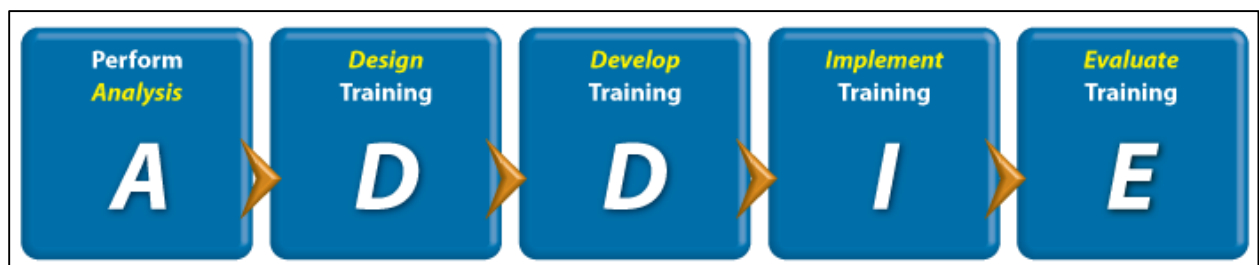 Perform
Analysis
A
Design
Training
D
Develop
Training
D
Implement
Training
I
Evaluate
Training
E